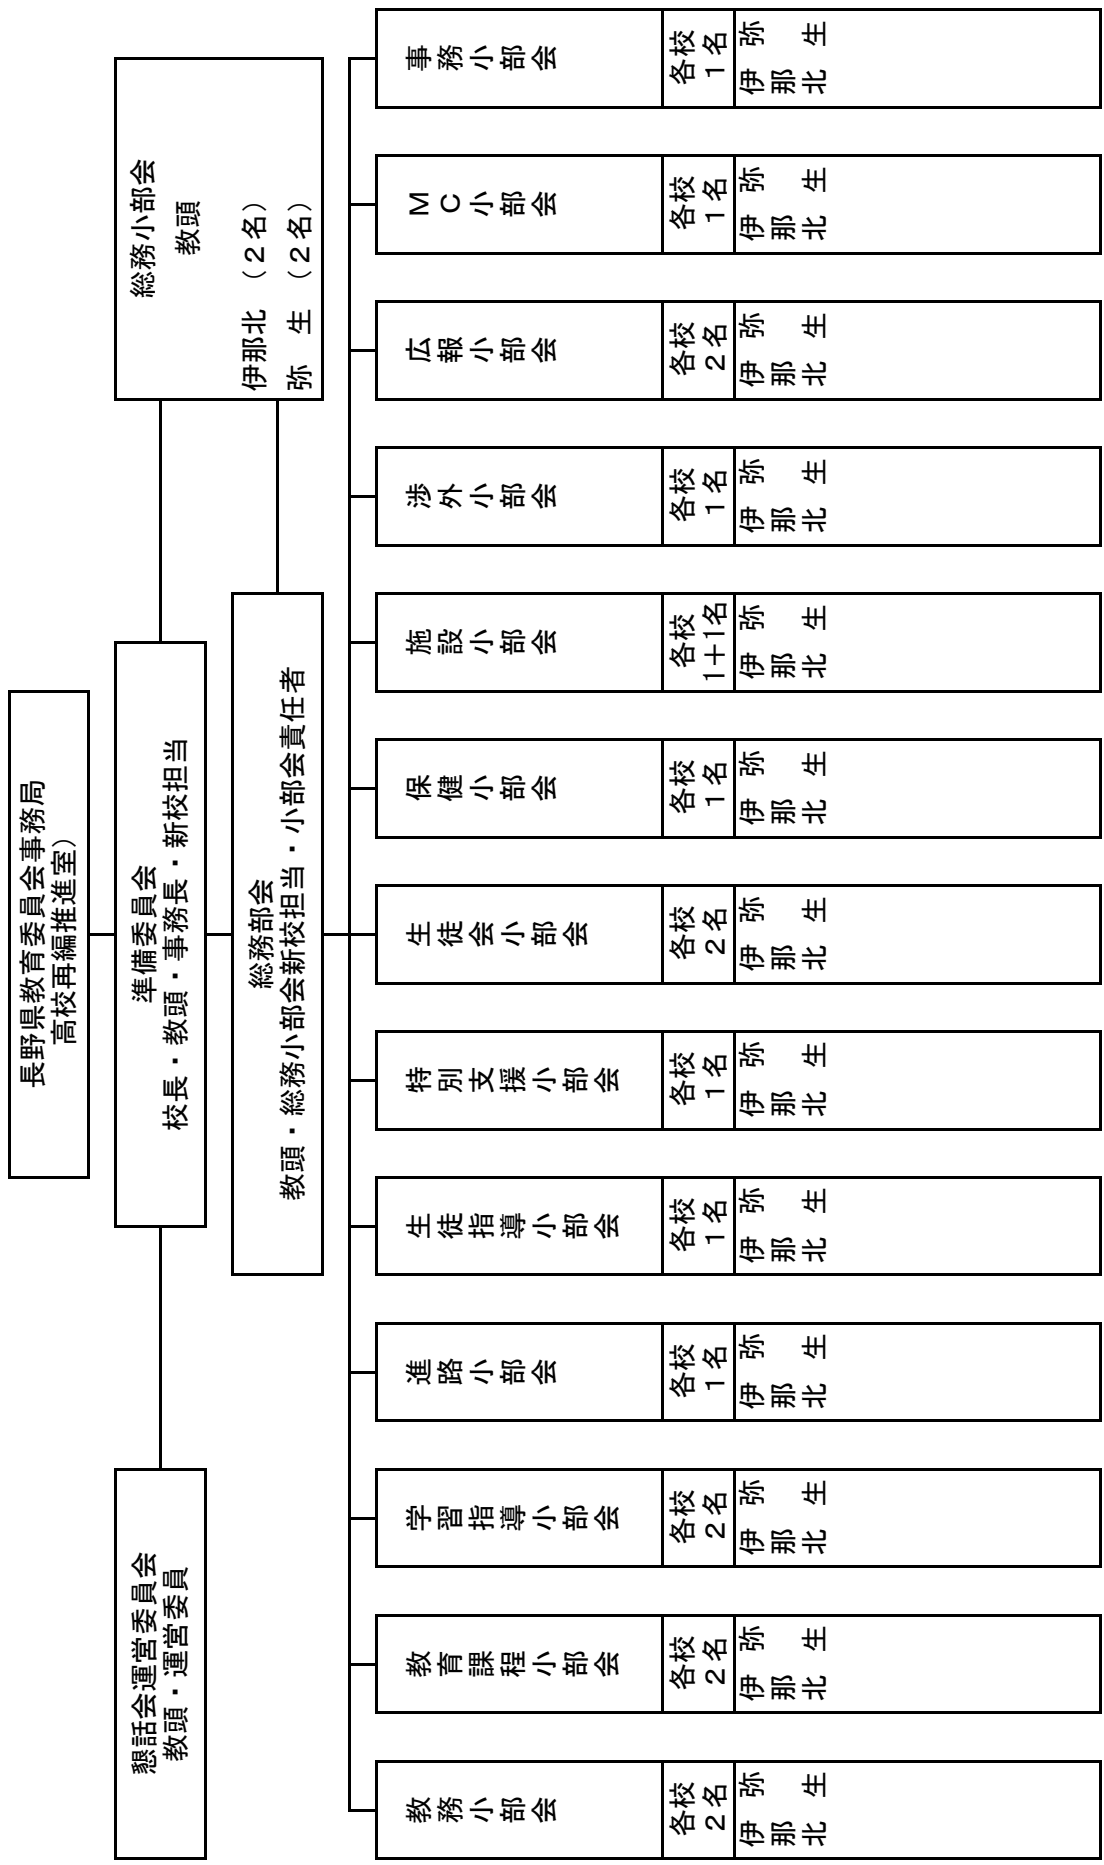 長野県教育委員会事務局
高校再編推進室）
懇話会運営委員会
教頭・運営委員
準備委員会
校長・教頭・事務長・新校担当
総務小部会
教頭
伊那北　（２名）
弥　生　（２名）
総務部会
教頭・総務小部会新校担当・小部会責任者
教務小部会
各校
２名
伊那北
弥　生
教育課程小部会
各校
２名
伊那北
弥　生
学習指導小部会
各校
２名
伊那北
弥　生
進路小部会
各校
１名
伊那北
弥　生
生徒指導小部会
各校
１名
伊那北
弥　生
特別支援小部会
各校
１名
伊那北
弥　生
生徒会小部会
各校
２名
伊那北
弥　生
保健小部会
各校
１名
伊那北
弥　生
施設小部会
各校
1＋1名
伊那北
弥　生
渉外小部会
各校
１名
伊那北
弥　生
広報小部会
各校
２名
伊那北
弥　生
ＭＣ小部会
各校
１名
伊那北
弥　生
事務小部会
各校
１名
伊那北
弥　生